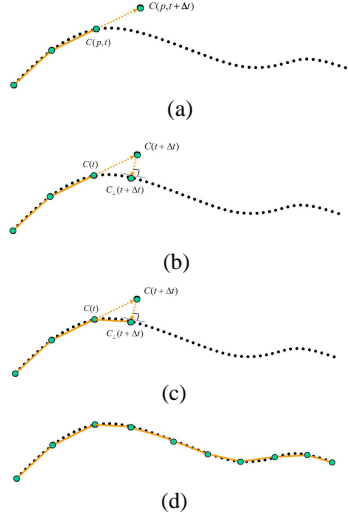 C(p,t+Δt)
C(p,t)
(a)
C(t+Δt)
C(t)
C⊥(t+Δt)
(b)
C(t+Δt)
C(t)
C⊥(t+Δt)
(c)
(d)